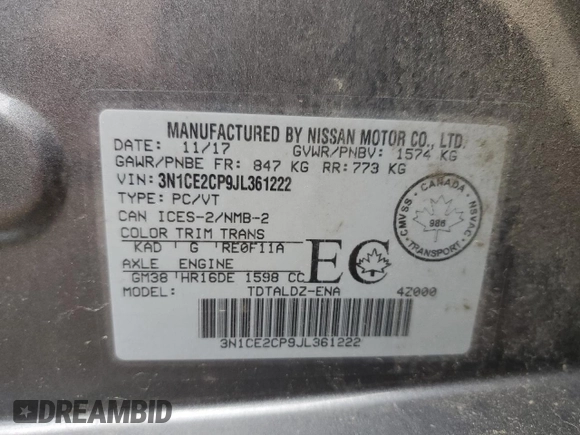 MANUFACTURED BY NISSAN MOTOR CO., LTD.
DATE: 11/17 GVWR/PNBV: 1574 KG
GAWR/PNBE FR: 847 KG RR: 773 KG
VIN: 3N1CE2CP9JL361222
TYPE: PC/VT
CAN ICES-2/NMB-2
COLOR TRIM TRANS
KAD ' G 'RE0F11A
AXLE ENGINE
GM38 'HR16DE 1598 CC
MODEL: TDTALDZ-ENA 4Z000
EC
CANADA
CMVSS NSVAC
986
TRANSPORT
3N1CE2CP9JL361222
DREAMBID